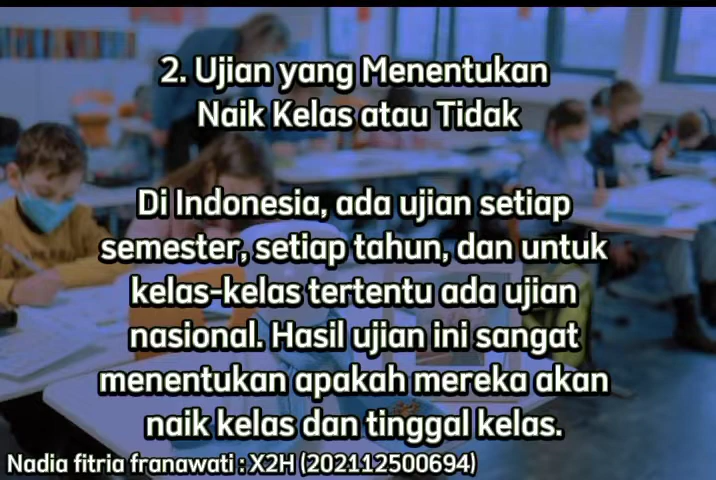 2. Ujian yang Menentukan
Naik Kelas atau Tidak
Di Indonesia, ada ujian setiap
semester, setiap tahun, dan untuk
kelas-kelas tertentu ada ujian
nasional. Hasil ujian ini sangat
menentukan apakah mereka akan
naik kelas dan tinggal kelas.
Nadia fitria franawati : X2H (202112500694)